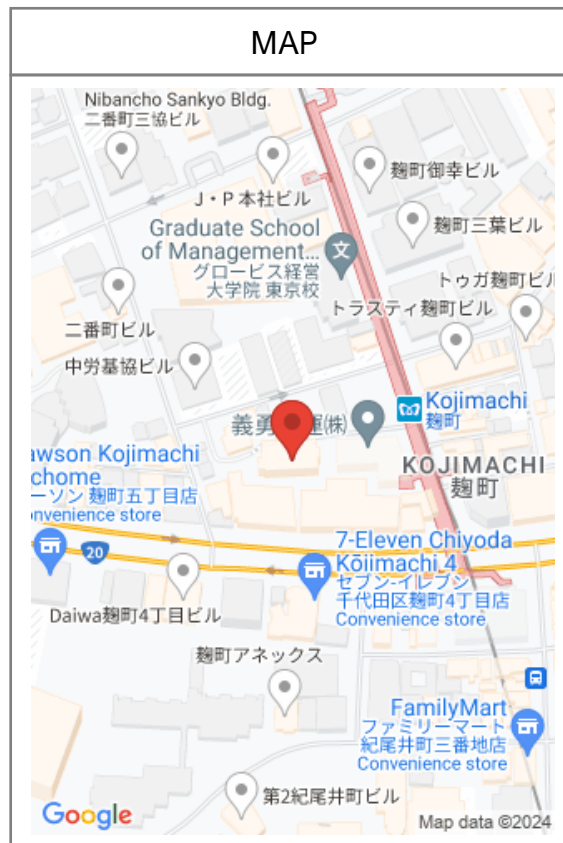 MAP
Nibancho Sankyo Bldg.
二番町三協ビル
J・P本社ビル
麹町御幸ビル
麹町三葉ビル
Graduate School
of Management...
グロービス経営
大学院 東京校
トゥガ麹町ビル
トラスティ麹町ビル
二番町ビル
中労基協ビル
Kojimachi
麹町
義勇 運㈱
KOJIMACHI
麹町
awson Kojimachi
chome
ーソン 麹町五丁目店
onvenience store
20
7-Eleven Chiyoda
Kōjimachi 4
セブン-イレブン
千代田区麹町4丁目店
Convenience store
Daiwa麹町4丁目ビル
麹町アネックス
FamilyMart
ファミリーマート
紀尾井町三番地店
Convenience store
第2紀尾井町ビル
Google
Map data ©2024
文